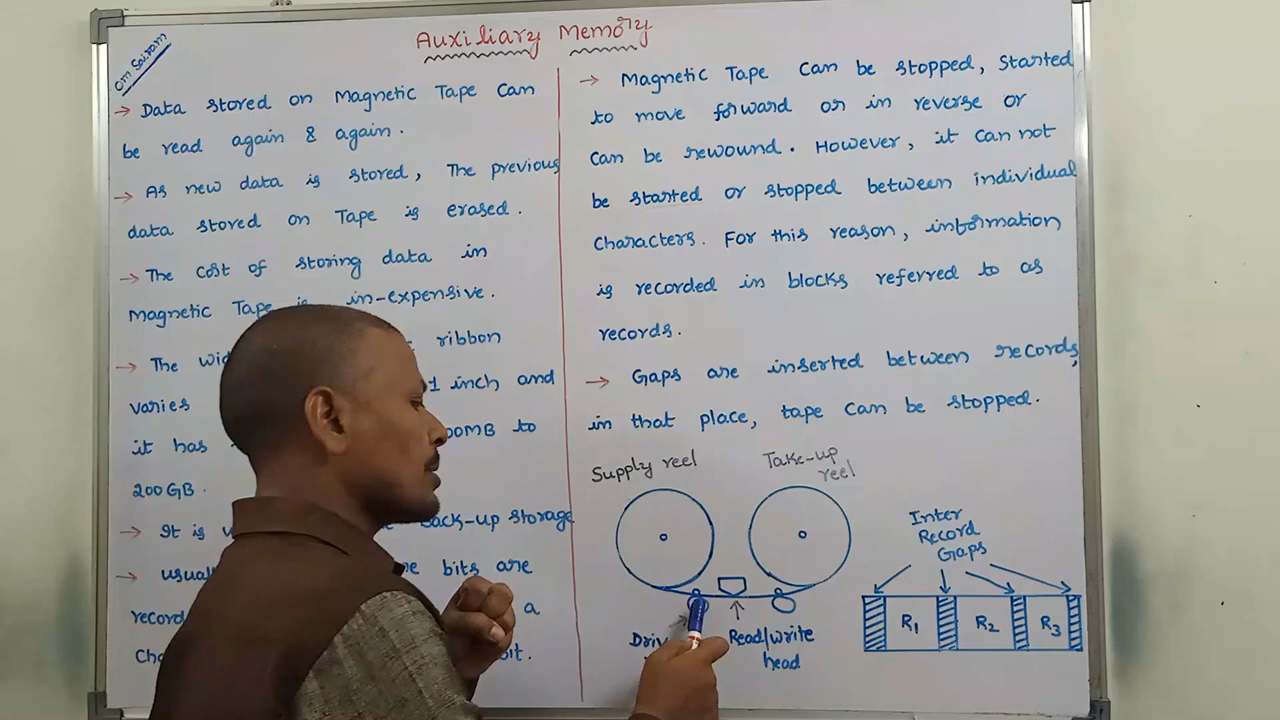 Om Sairam
Auxiliary Memory
→ Data stored on Magnetic Tape can
be read again & again.
→ As new data is stored, The previous
data stored on Tape is erased.
→ The cost of storing data in
Magnetic Tape is in-expensive.
→ The ribbon
varies 1 inch and
it has to
200 GB.
→ It is Back-up storage
→ bits are
a
bit.
→ Magnetic Tape can be stopped, started
to move forward or in reverse or
can be rewound. However, it can not
be started or stopped between individual
characters. For this reason, information
is recorded in blocks referred to as
records.
→ Gaps are inserted between records,
in that place, tape can be stopped.
Supply reel
Take-up
reel
Read/write
head
Inter
Record
Gaps
R1 R2 R3